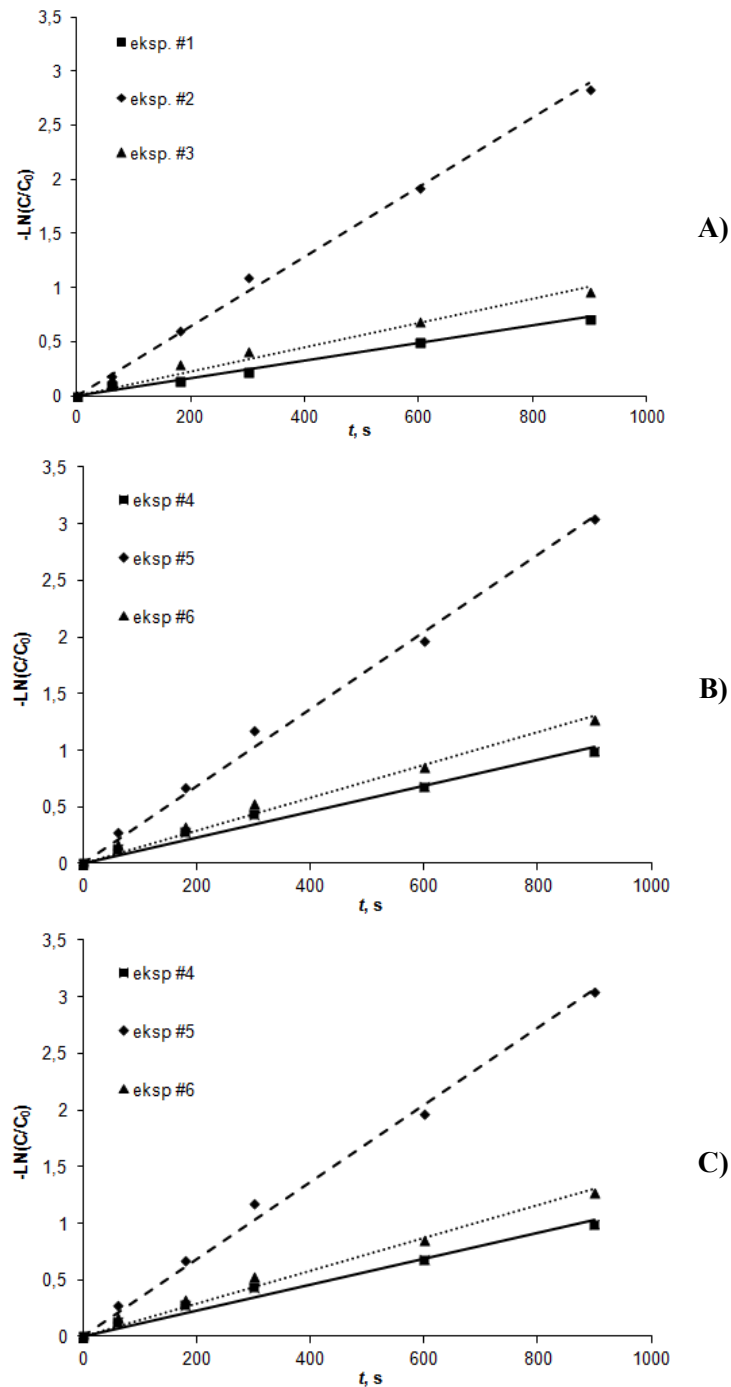 3,5
eksp. #1
3
eksp. #2
2,5
eksp. #3
2
-LN(C/C₀)
1,5
A)
1
0,5
0
0 200 400 600 800 1000
t, s
3,5
eksp #4
3
eksp #5
2,5
eksp #6
2
-LN(C/C₀)
B)
1,5
1
0,5
0
0 200 400 600 800 1000
t, s
3,5
eksp #4
3
eksp #5
2,5
eksp #6
2
-LN(C/C₀)
C)
1,5
1
0,5
0
0 200 400 600 800 1000
t, s